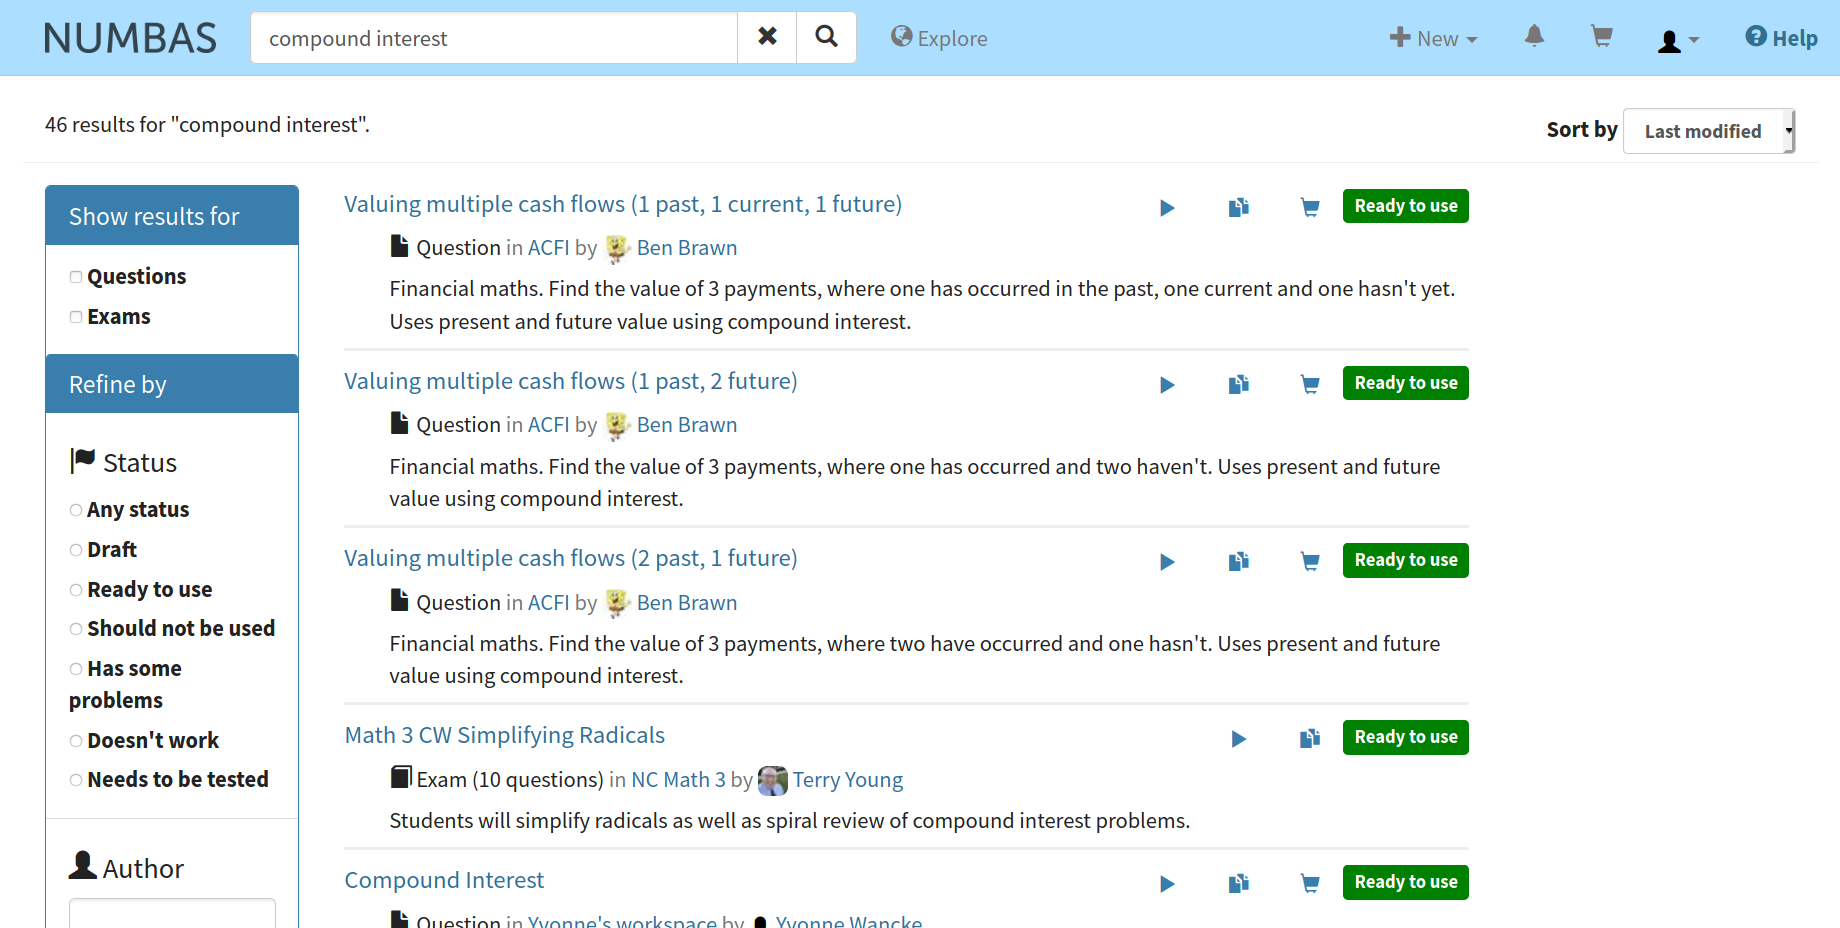 NUMBAS
compound interest
Explore
New
Help
46 results for "compound interest".
Sort by
Last modified
Show results for
Questions
Exams
Refine by
Status
Any status
Draft
Ready to use
Should not be used
Has some
problems
Doesn't work
Needs to be tested
Author
Valuing multiple cash flows (1 past, 1 current, 1 future)
Ready to use
Question in ACFI by Ben Brawn
Financial maths. Find the value of 3 payments, where one has occurred in the past, one current and one hasn't yet.
Uses present and future value using compound interest.
Valuing multiple cash flows (1 past, 2 future)
Ready to use
Question in ACFI by Ben Brawn
Financial maths. Find the value of 3 payments, where one has occurred and two haven't. Uses present and future
value using compound interest.
Valuing multiple cash flows (2 past, 1 future)
Ready to use
Question in ACFI by Ben Brawn
Financial maths. Find the value of 3 payments, where two have occurred and one hasn't. Uses present and future
value using compound interest.
Math 3 CW Simplifying Radicals
Ready to use
Exam (10 questions) in NC Math 3 by Terry Young
Students will simplify radicals as well as spiral review of compound interest problems.
Compound Interest
Ready to use
Question in Yvonne's workspace by Yvonne Wancke